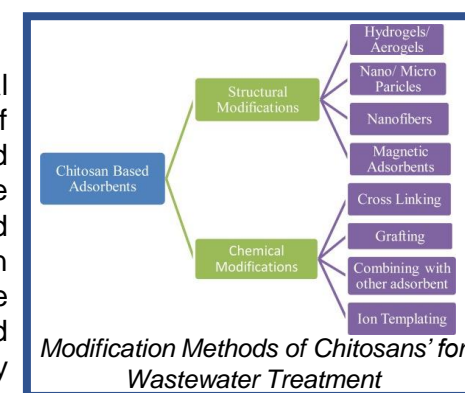 Chitosan Based
Adsorbents
Structural
Modifications
Hydrogels/
Aerogels
Nano/ Micro
Paricles
Nanofibers
Magnetic
Adsorbents
Chemical
Modifications
Cross Linking
Grafting
Combining with
other adsorbent
Ion Templating
Modification Methods of Chitosans’ for
Wastewater Treatment